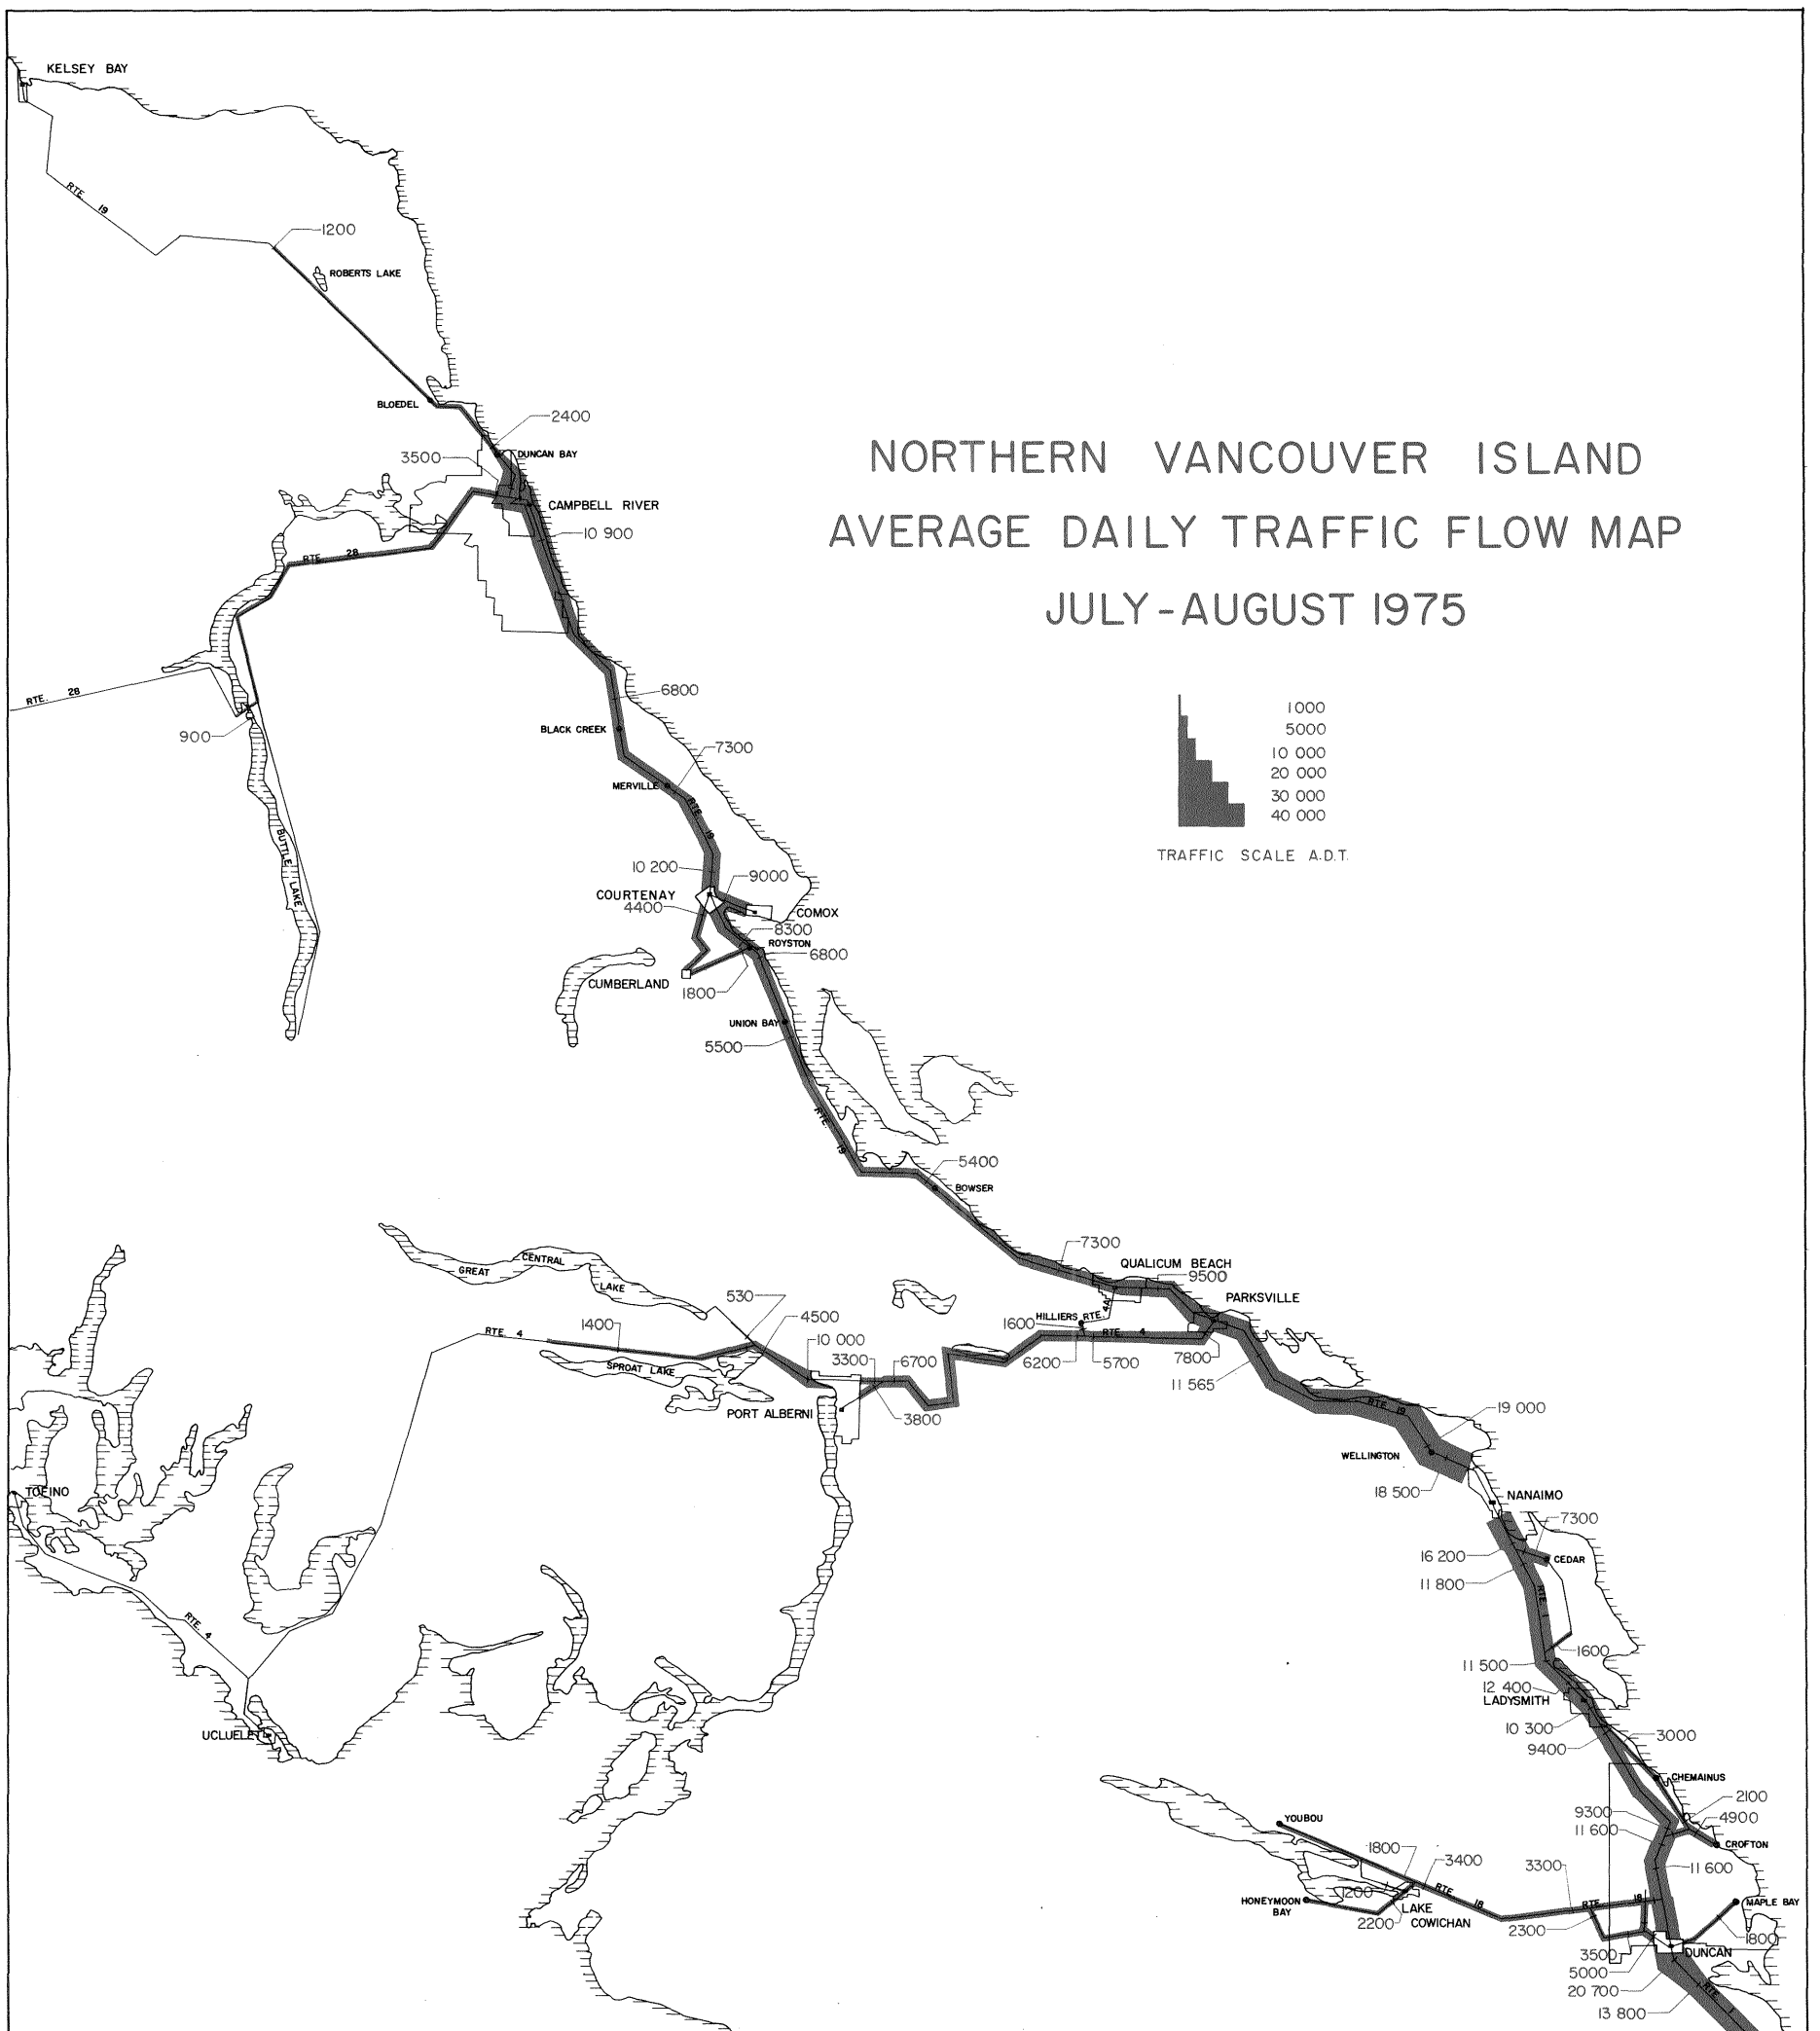 KELSEY BAY
RTE. 19
1200
ROBERTS LAKE
BLOEDEL
2400
3500
DUNCAN BAY
CAMPBELL RIVER
10 900
NORTHERN VANCOUVER ISLAND
AVERAGE DAILY TRAFFIC FLOW MAP
JULY-AUGUST 1975
RTE. 28
RTE. 28
900
6800
BLACK CREEK
7300
MERVILLE
RTE. 19
1000
5000
10 000
20 000
30 000
40 000
TRAFFIC SCALE A.D.T.
BUTTLE LAKE
10 200
9000
COURTENAY
4400
COMOX
8300
ROYSTON
6800
CUMBERLAND
1800
UNION BAY
5500
RTE. 19
5400
BOWSER
7300
QUALICUM BEACH
9500
PARKSVILLE
GREAT CENTRAL LAKE
530
4500
HILLIERS
RTE. 4A
1600
RTE. 4
1400
RTE. 4
10 000
3300
6700
6200
5700
7800
11 565
SPROAT LAKE
PORT ALBERNI
3800
RTE. 19
19 000
WELLINGTON
18 500
TOFINO
NANAIMO
7300
16 200
CEDAR
11 800
RTE. 1
RTE. 4
1600
11 500
12 400
LADYSMITH
10 300
3000
9400
UCLUELET
CHEMAINUS
2100
YOUBOU
9300
4900
11 600
CROFTON
1800
3400
3300
11 600
1200
RTE. 18
RTE. 18
HONEYMOON BAY
2200
LAKE COWICHAN
2300
MAPLE BAY
1800
3500
DUNCAN
5000
20 700
RTE. 1
13 800